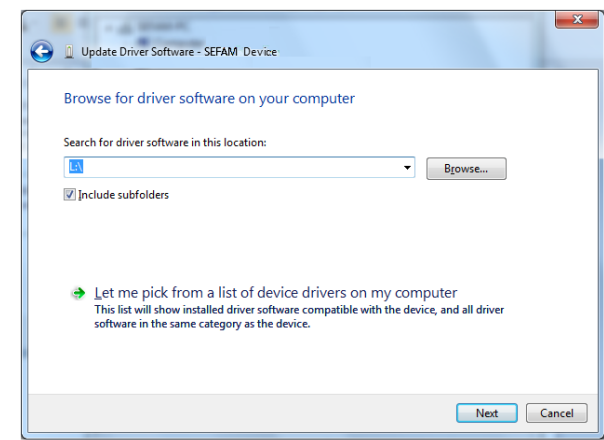 Update Driver Software - SEFAM Device
Browse for driver software on your computer
Search for driver software in this location:
L:\
Browse...
Include subfolders
Let me pick from a list of device drivers on my computer
This list will show installed driver software compatible with the device, and all driver
software in the same category as the device.
Next Cancel